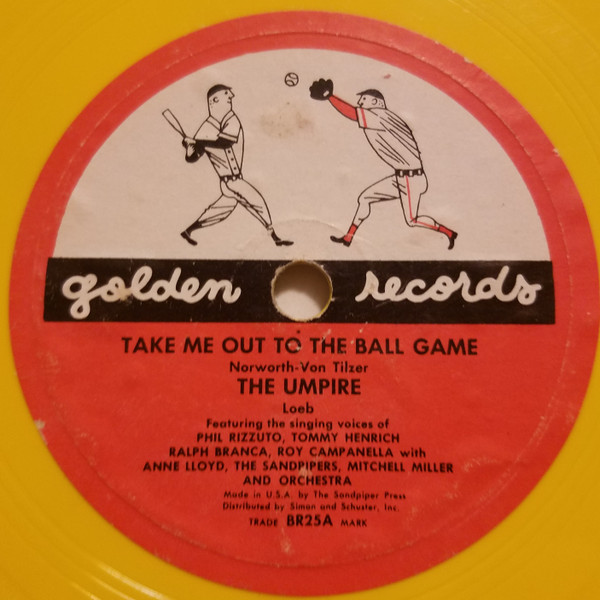 golden records
TAKE ME OUT TO THE BALL GAME
Norworth-Von Tilzer
THE UMPIRE
Loeb
Featuring the singing voices of
PHIL RIZZUTO, TOMMY HENRICH
RALPH BRANCA, ROY CAMPANELLA with
ANNE LLOYD, THE SANDPIPERS, MITCHELL MILLER
AND ORCHESTRA
Made in U.S.A. by The Sandpiper Press
Distributed by Simon and Schuster, Inc.
TRADE BR25A MARK